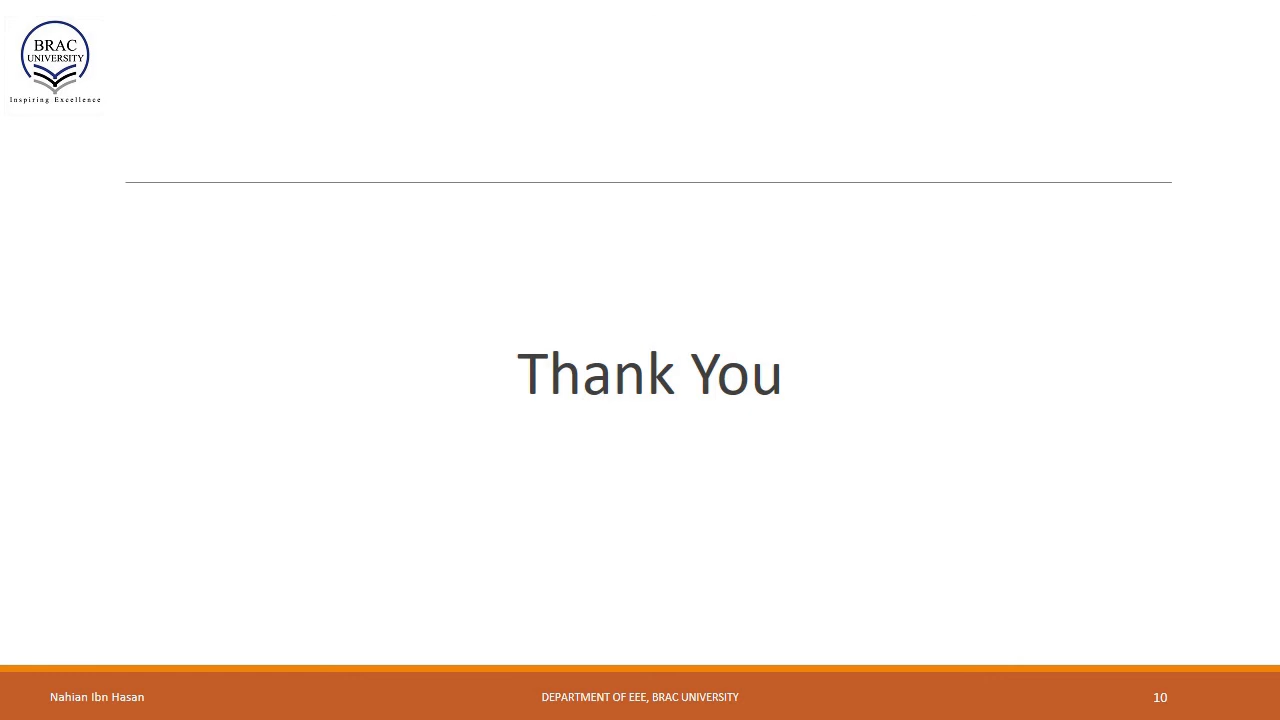 BRAC
UNIVERSITY
Inspiring Excellence
Thank You
Nahian Ibn Hasan
DEPARTMENT OF EEE, BRAC UNIVERSITY
10